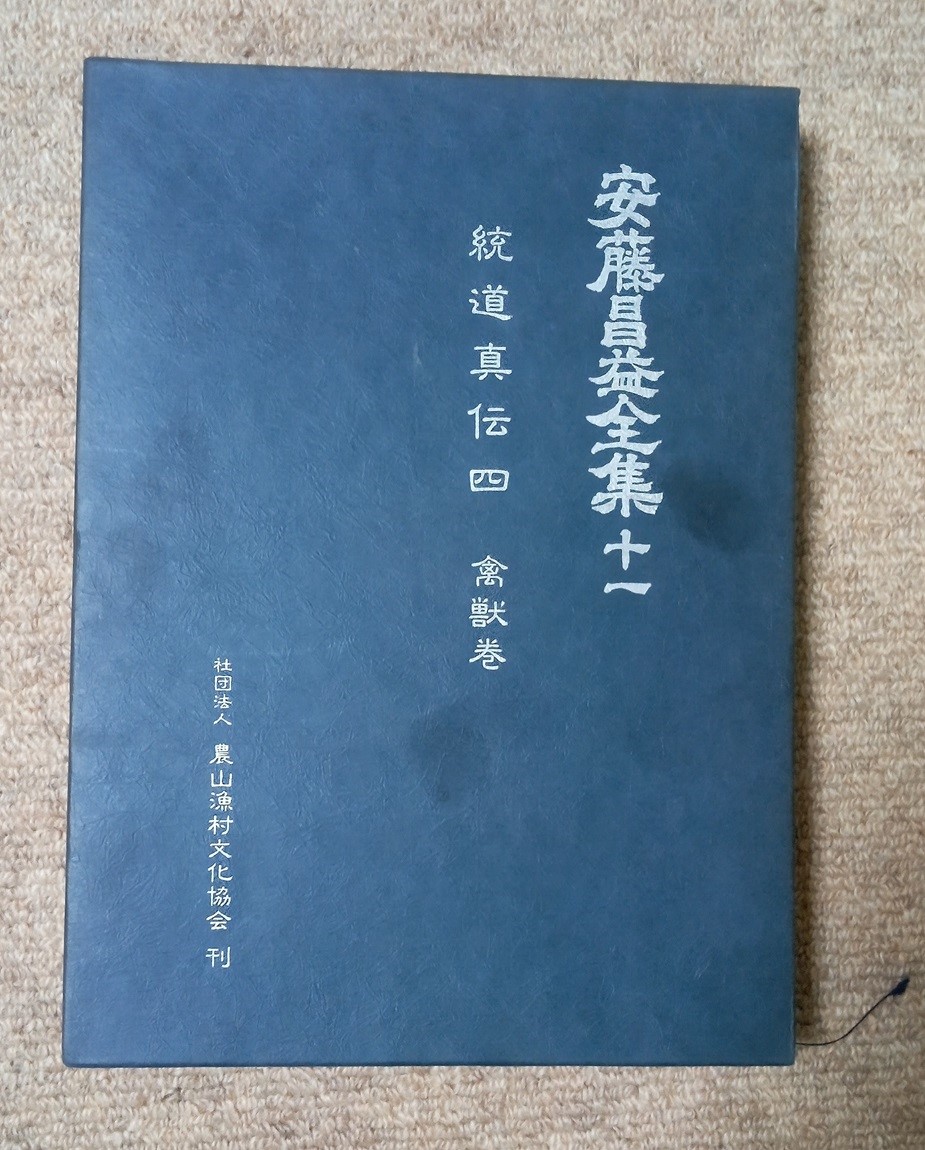 安藤昌益全集 十一
統道真伝四 禽獣巻
社団法人 農山漁村文化協会 刊